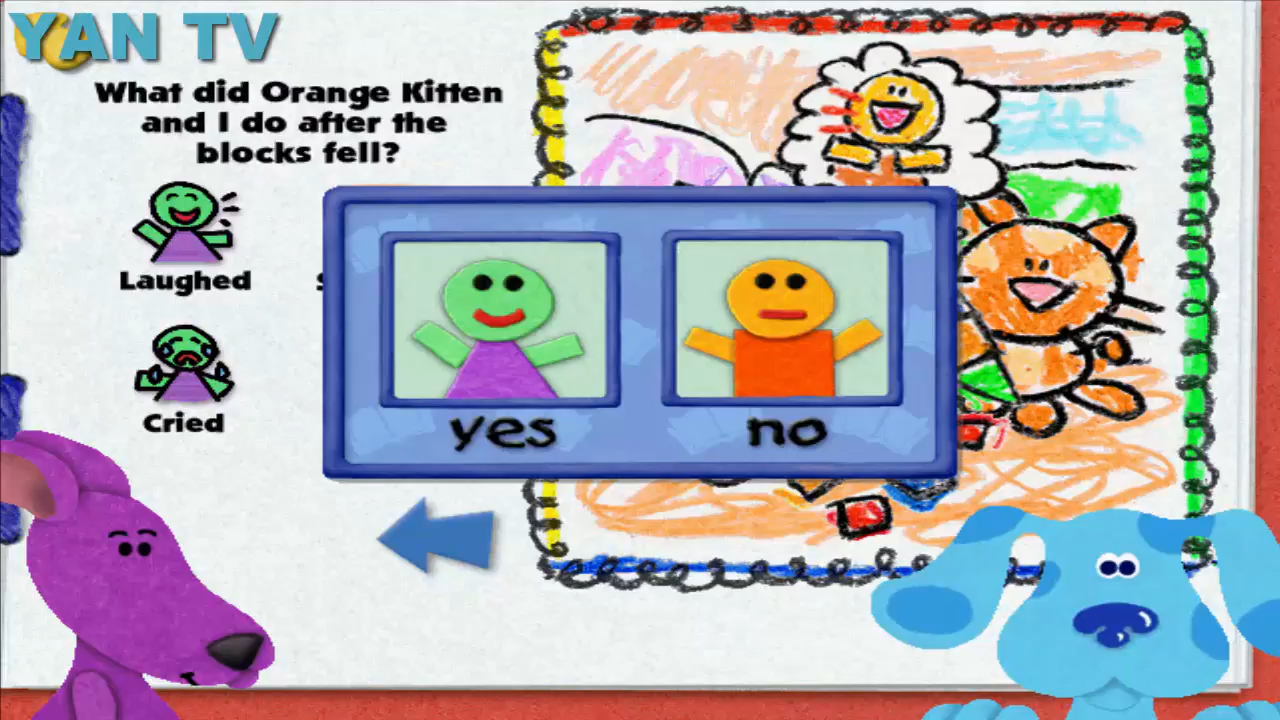 YAN TV
What did Orange Kitten
and I do after the
blocks fell?
Laughed
Cried
yes
no